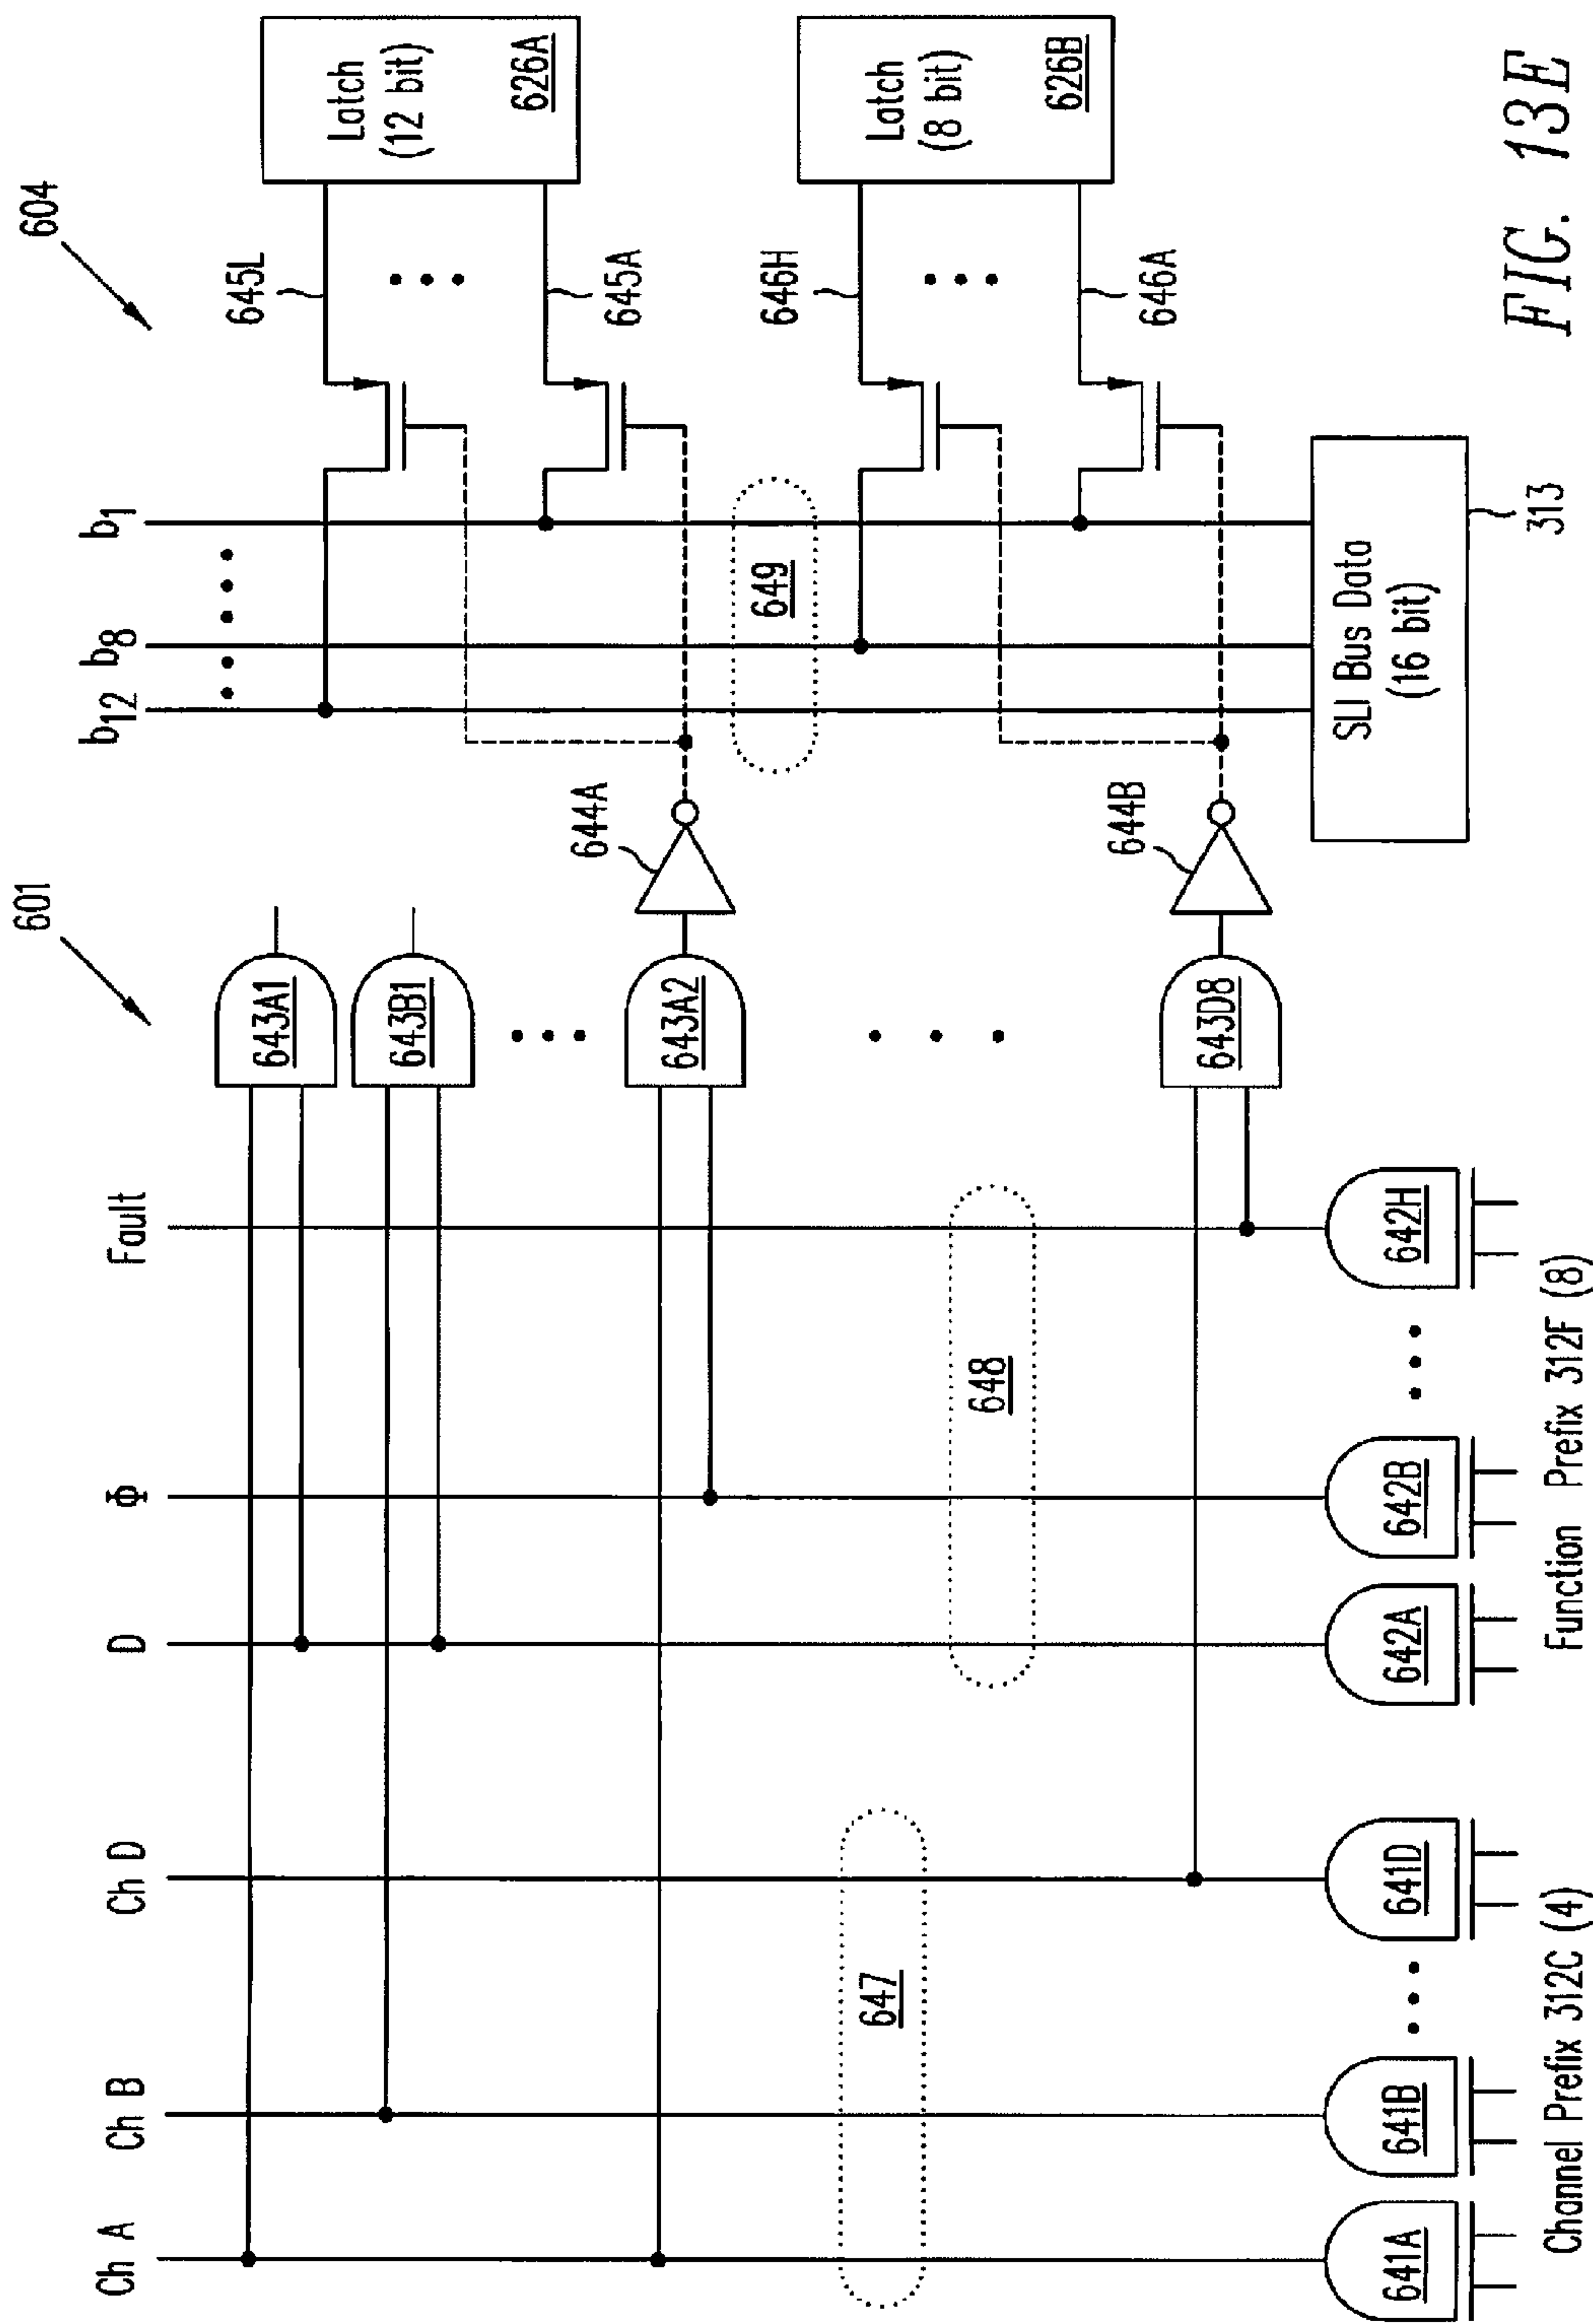 601
604
Ch A
Ch B
Ch D
D
Φ
Fault
b12
b8
b1
643A1
643B1
643A2
643D8
644A
644B
645L
645A
646H
646A
Latch
(12 bit)
626A
Latch
(8 bit)
626B
647
648
649
641A
641B
641D
642A
642B
642H
Channel Prefix 312C (4)
Function Prefix 312F (8)
SLI Bus Data
(16 bit)
313
FIG. 13E